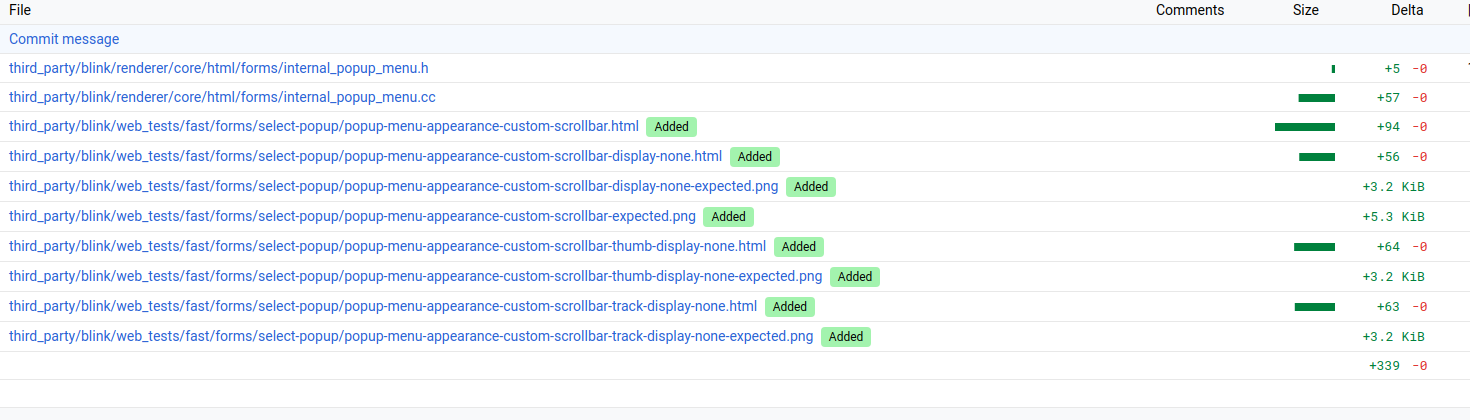 File Comments Size Delta
Commit message
third_party/blink/renderer/core/html/forms/internal_popup_menu.h +5 -0
third_party/blink/renderer/core/html/forms/internal_popup_menu.cc +57 -0
third_party/blink/web_tests/fast/forms/select-popup/popup-menu-appearance-custom-scrollbar.html Added +94 -0
third_party/blink/web_tests/fast/forms/select-popup/popup-menu-appearance-custom-scrollbar-display-none.html Added +56 -0
third_party/blink/web_tests/fast/forms/select-popup/popup-menu-appearance-custom-scrollbar-display-none-expected.png Added +3.2 KiB
third_party/blink/web_tests/fast/forms/select-popup/popup-menu-appearance-custom-scrollbar-expected.png Added +5.3 KiB
third_party/blink/web_tests/fast/forms/select-popup/popup-menu-appearance-custom-scrollbar-thumb-display-none.html Added +64 -0
third_party/blink/web_tests/fast/forms/select-popup/popup-menu-appearance-custom-scrollbar-thumb-display-none-expected.png Added +3.2 KiB
third_party/blink/web_tests/fast/forms/select-popup/popup-menu-appearance-custom-scrollbar-track-display-none.html Added +63 -0
third_party/blink/web_tests/fast/forms/select-popup/popup-menu-appearance-custom-scrollbar-track-display-none-expected.png Added +3.2 KiB
+339 -0